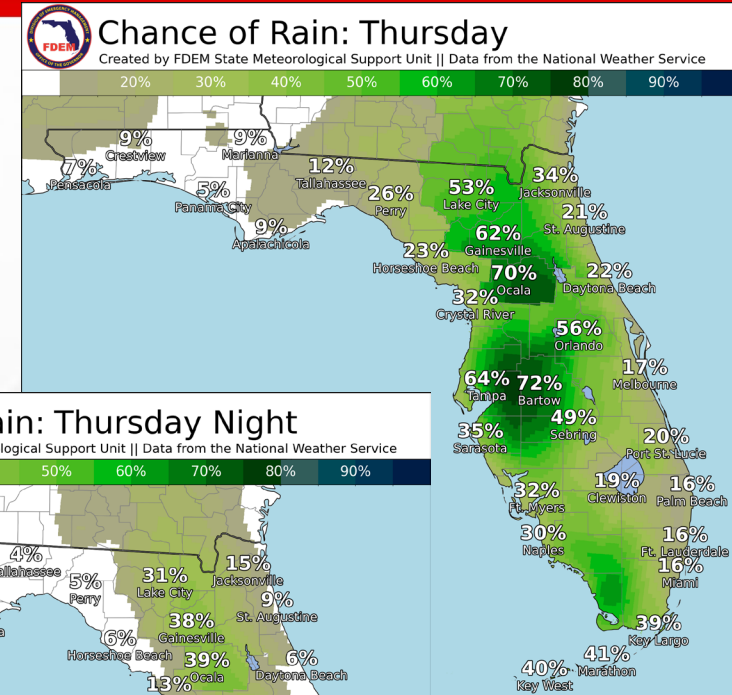 FDEM
Chance of Rain: Thursday
Created by FDEM State Meteorological Support Unit || Data from the National Weather Service
20% 30% 40% 50% 60% 70% 80% 90%
9%
Crestview
9%
Marianna
7%
Pensacola
5%
Panama City
12%
Tallahassee
9%
Apalachicola
26%
Perry
53%
Lake City
34%
Jacksonville
21%
St. Augustine
62%
Gainesville
23%
Horseshoe Beach
70%
Ocala
22%
Daytona Beach
32%
Crystal River
56%
Orlando
64%
Tampa
72%
Bartow
17%
Melbourne
49%
Sebring
35%
Sarasota
20%
Port St. Lucie
32%
Ft. Myers
19%
Clewiston
16%
Palm Beach
30%
Naples
16%
Ft. Lauderdale
16%
Miami
39%
Key Largo
41%
Marathon
40%
Key West
in: Thursday Night
logical Support Unit || Data from the National Weather Service
50% 60% 70% 80% 90%
4%
allahassee
5%
Perry
31%
Lake City
15%
Jacksonville
9%
St. Augustine
38%
Gainesville
6%
Horseshoe Beach
39%
Ocala
6%
Daytona Beach
13%